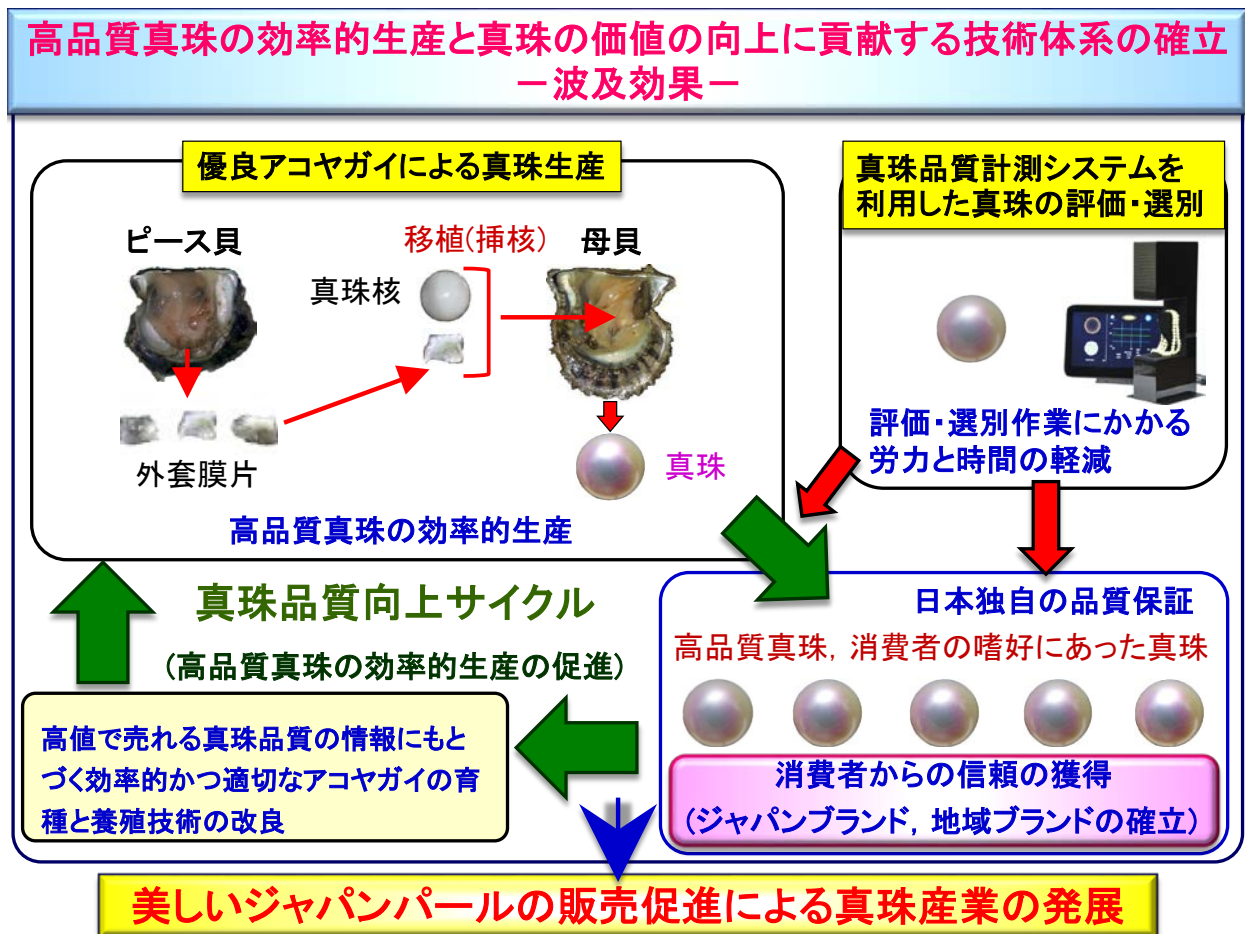 高品質真珠の効率的生産と真珠の価値の向上に貢献する技術体系の確立
－波及効果－
優良アコヤガイによる真珠生産
ピース貝
移植(挿核)
母貝
真珠核
外套膜片
真珠
高品質真珠の効率的生産
真珠品質計測システムを
利用した真珠の評価・選別
評価・選別作業にかかる
労力と時間の軽減
真珠品質向上サイクル
(高品質真珠の効率的生産の促進)
日本独自の品質保証
高品質真珠，消費者の嗜好にあった真珠
消費者からの信頼の獲得
(ジャパンブランド，地域ブランドの確立)
高値で売れる真珠品質の情報にもと
づく効率的かつ適切なアコヤガイの育
種と養殖技術の改良
美しいジャパンパールの販売促進による真珠産業の発展